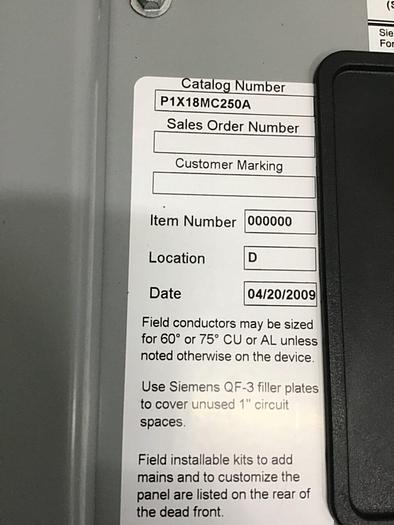 (S
Sie
For
Catalog Number
P1X18MC250A
Sales Order Number
Customer Marking
Item Number 000000
Location D
Date 04/20/2009
Field conductors may be sized
for 60° or 75° CU or AL unless
noted otherwise on the device.
Use Siemens QF-3 filler plates
to cover unused 1" circuit
spaces.
Field installable kits to add
mains and to customize the
panel are listed on the rear of
the dead front.